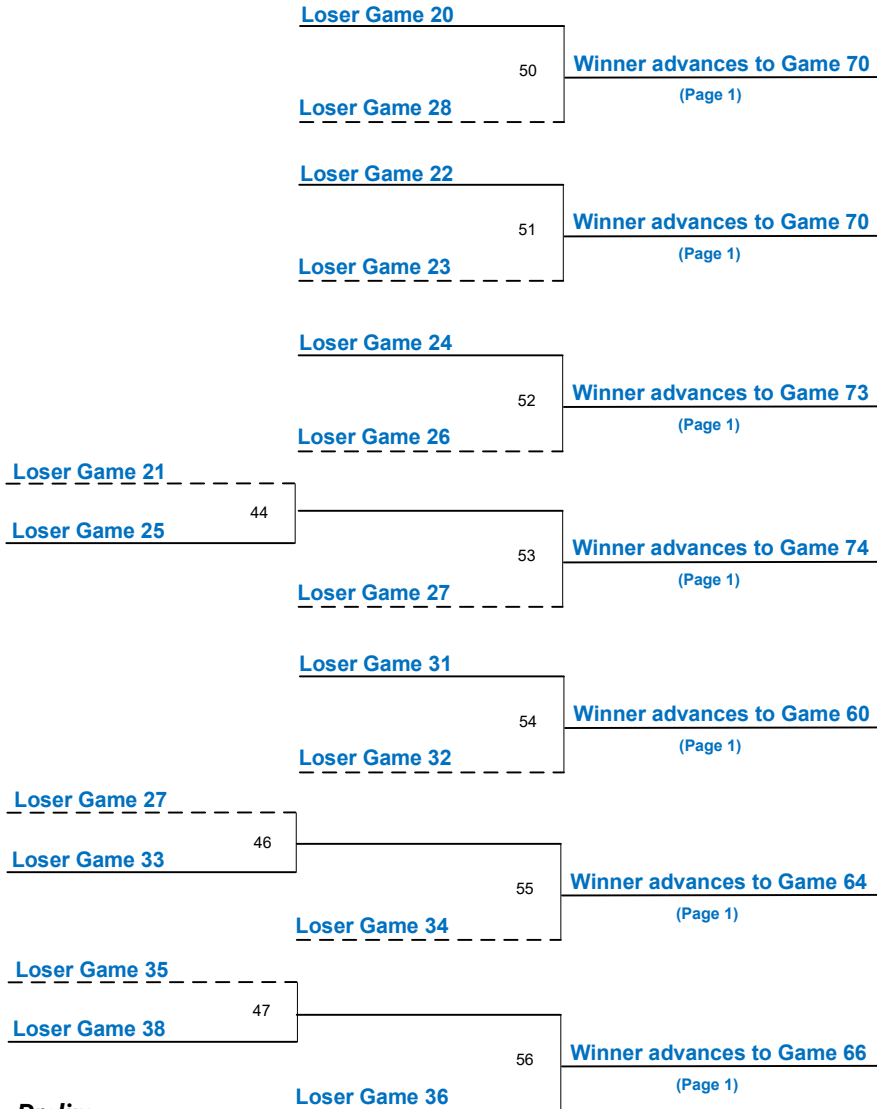 Loser Game 20
50
Winner advances to Game 70
(Page 1)
Loser Game 28
Loser Game 22
51
Winner advances to Game 70
(Page 1)
Loser Game 23
Loser Game 24
52
Winner advances to Game 73
(Page 1)
Loser Game 26
Loser Game 21
44
Loser Game 25
53
Winner advances to Game 74
(Page 1)
Loser Game 27
Loser Game 31
54
Winner advances to Game 60
(Page 1)
Loser Game 32
Loser Game 27
46
Loser Game 33
55
Winner advances to Game 64
(Page 1)
Loser Game 34
Loser Game 35
47
Loser Game 38
56
Winner advances to Game 66
(Page 1)
Loser Game 36